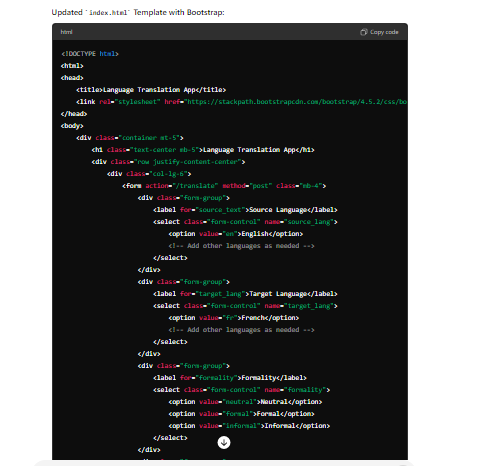 Updated `index.html` Template with Bootstrap:
html
Copy code
<!DOCTYPE html>
<html>
<head>
<title>Language Translation App</title>
<link rel="stylesheet" href="https://stackpath.bootstrapcdn.com/bootstrap/4.5.2/css/bo
</head>
<body>
<div class="container mt-5">
<h1 class="text-center mb-5">Language Translation App</h1>
<div class="row justify-content-center">
<div class="col-lg-6">
<form action="/translate" method="post" class="mb-4">
<div class="form-group">
<label for="source_text">Source Language</label>
<select class="form-control" name="source_lang">
<option value="en">English</option>
<!-- Add other languages as needed -->
</select>
</div>
<div class="form-group">
<label for="target_lang">Target Language</label>
<select class="form-control" name="target_lang">
<option value="fr">French</option>
<!-- Add other languages as needed -->
</select>
</div>
<div class="form-group">
<label for="formality">Formality</label>
<select class="form-control" name="formality">
<option value="neutral">Neutral</option>
<option value="formal">Formal</option>
<option value="informal">Informal</option>
</select>
</div>